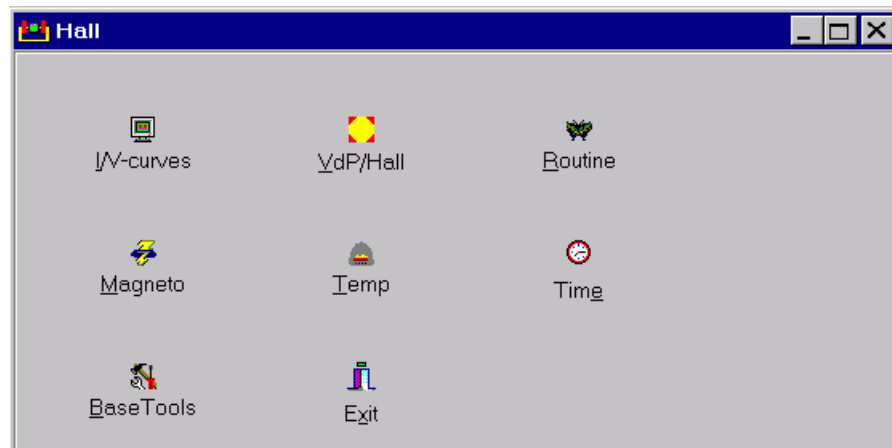 Hall
I/V-curves VdP/Hall Routine
Magneto Temp Time
BaseTools Exit